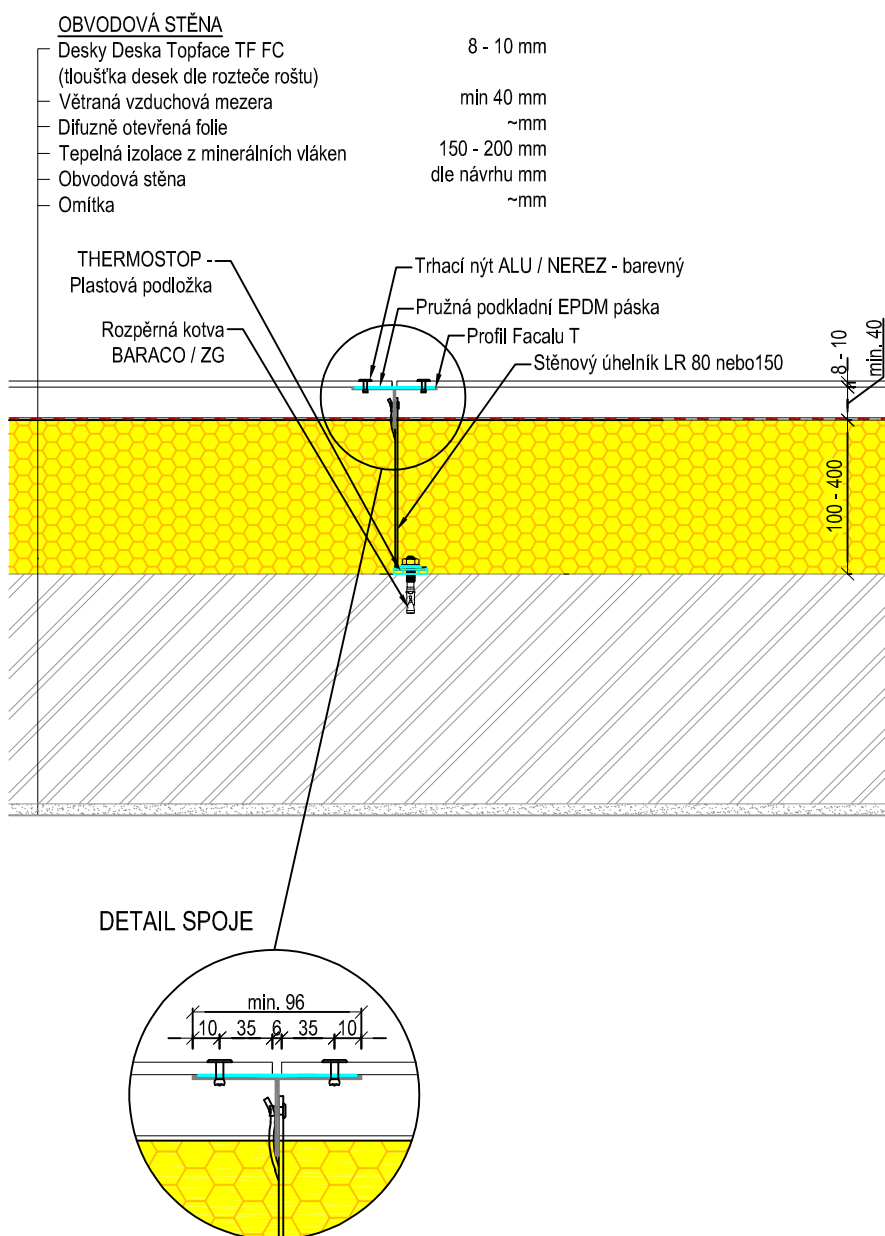 OBVODOVÁ STĚNA
Desky Deska Topface TF FC 8 - 10 mm
(tloušťka desek dle rozteče roštu)
Větraná vzduchová mezera min 40 mm
Difuzně otevřená folie ~mm
Tepelná izolace z minerálních vláken 150 - 200 mm
Obvodová stěna dle návrhu mm
Omítka ~mm
THERMOSTOP -
Plastová podložka
Rozpěrná kotva
BARACO / ZG
Trhací nýt ALU / NEREZ - barevný
Pružná podkladní EPDM páska
Profil Facalu T
Stěnový úhelník LR 80 nebo150
8 - 10
min. 40
100 - 400
DETAIL SPOJE
min. 96
10 35 6 35 10